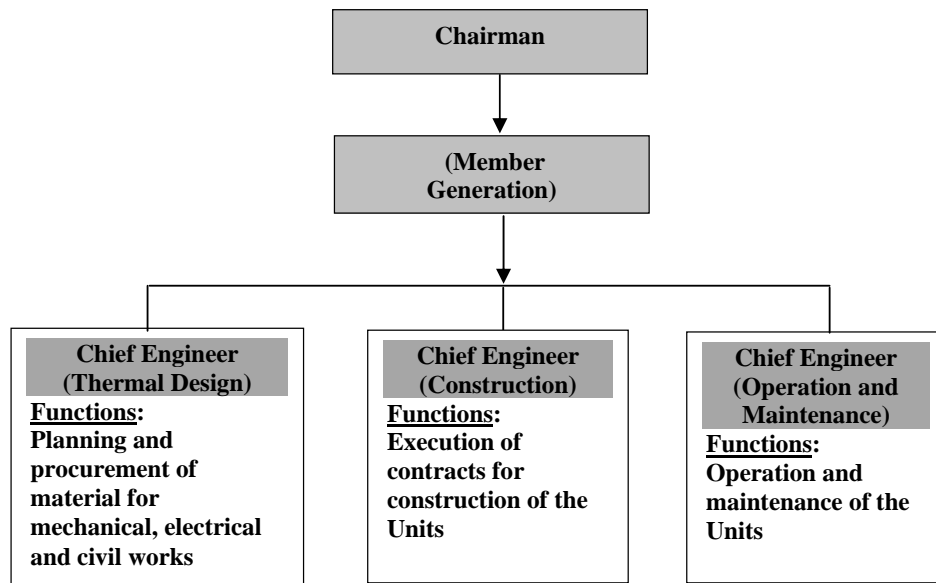 Chairman
(Member
Generation)
Chief Engineer
(Thermal Design)
Functions:
Planning and
procurement of
material for
mechanical, electrical
and civil works
Chief Engineer
(Construction)
Functions:
Execution of
contracts for
construction of the
Units
Chief Engineer
(Operation and
Maintenance)
Functions:
Operation and
maintenance of the
Units